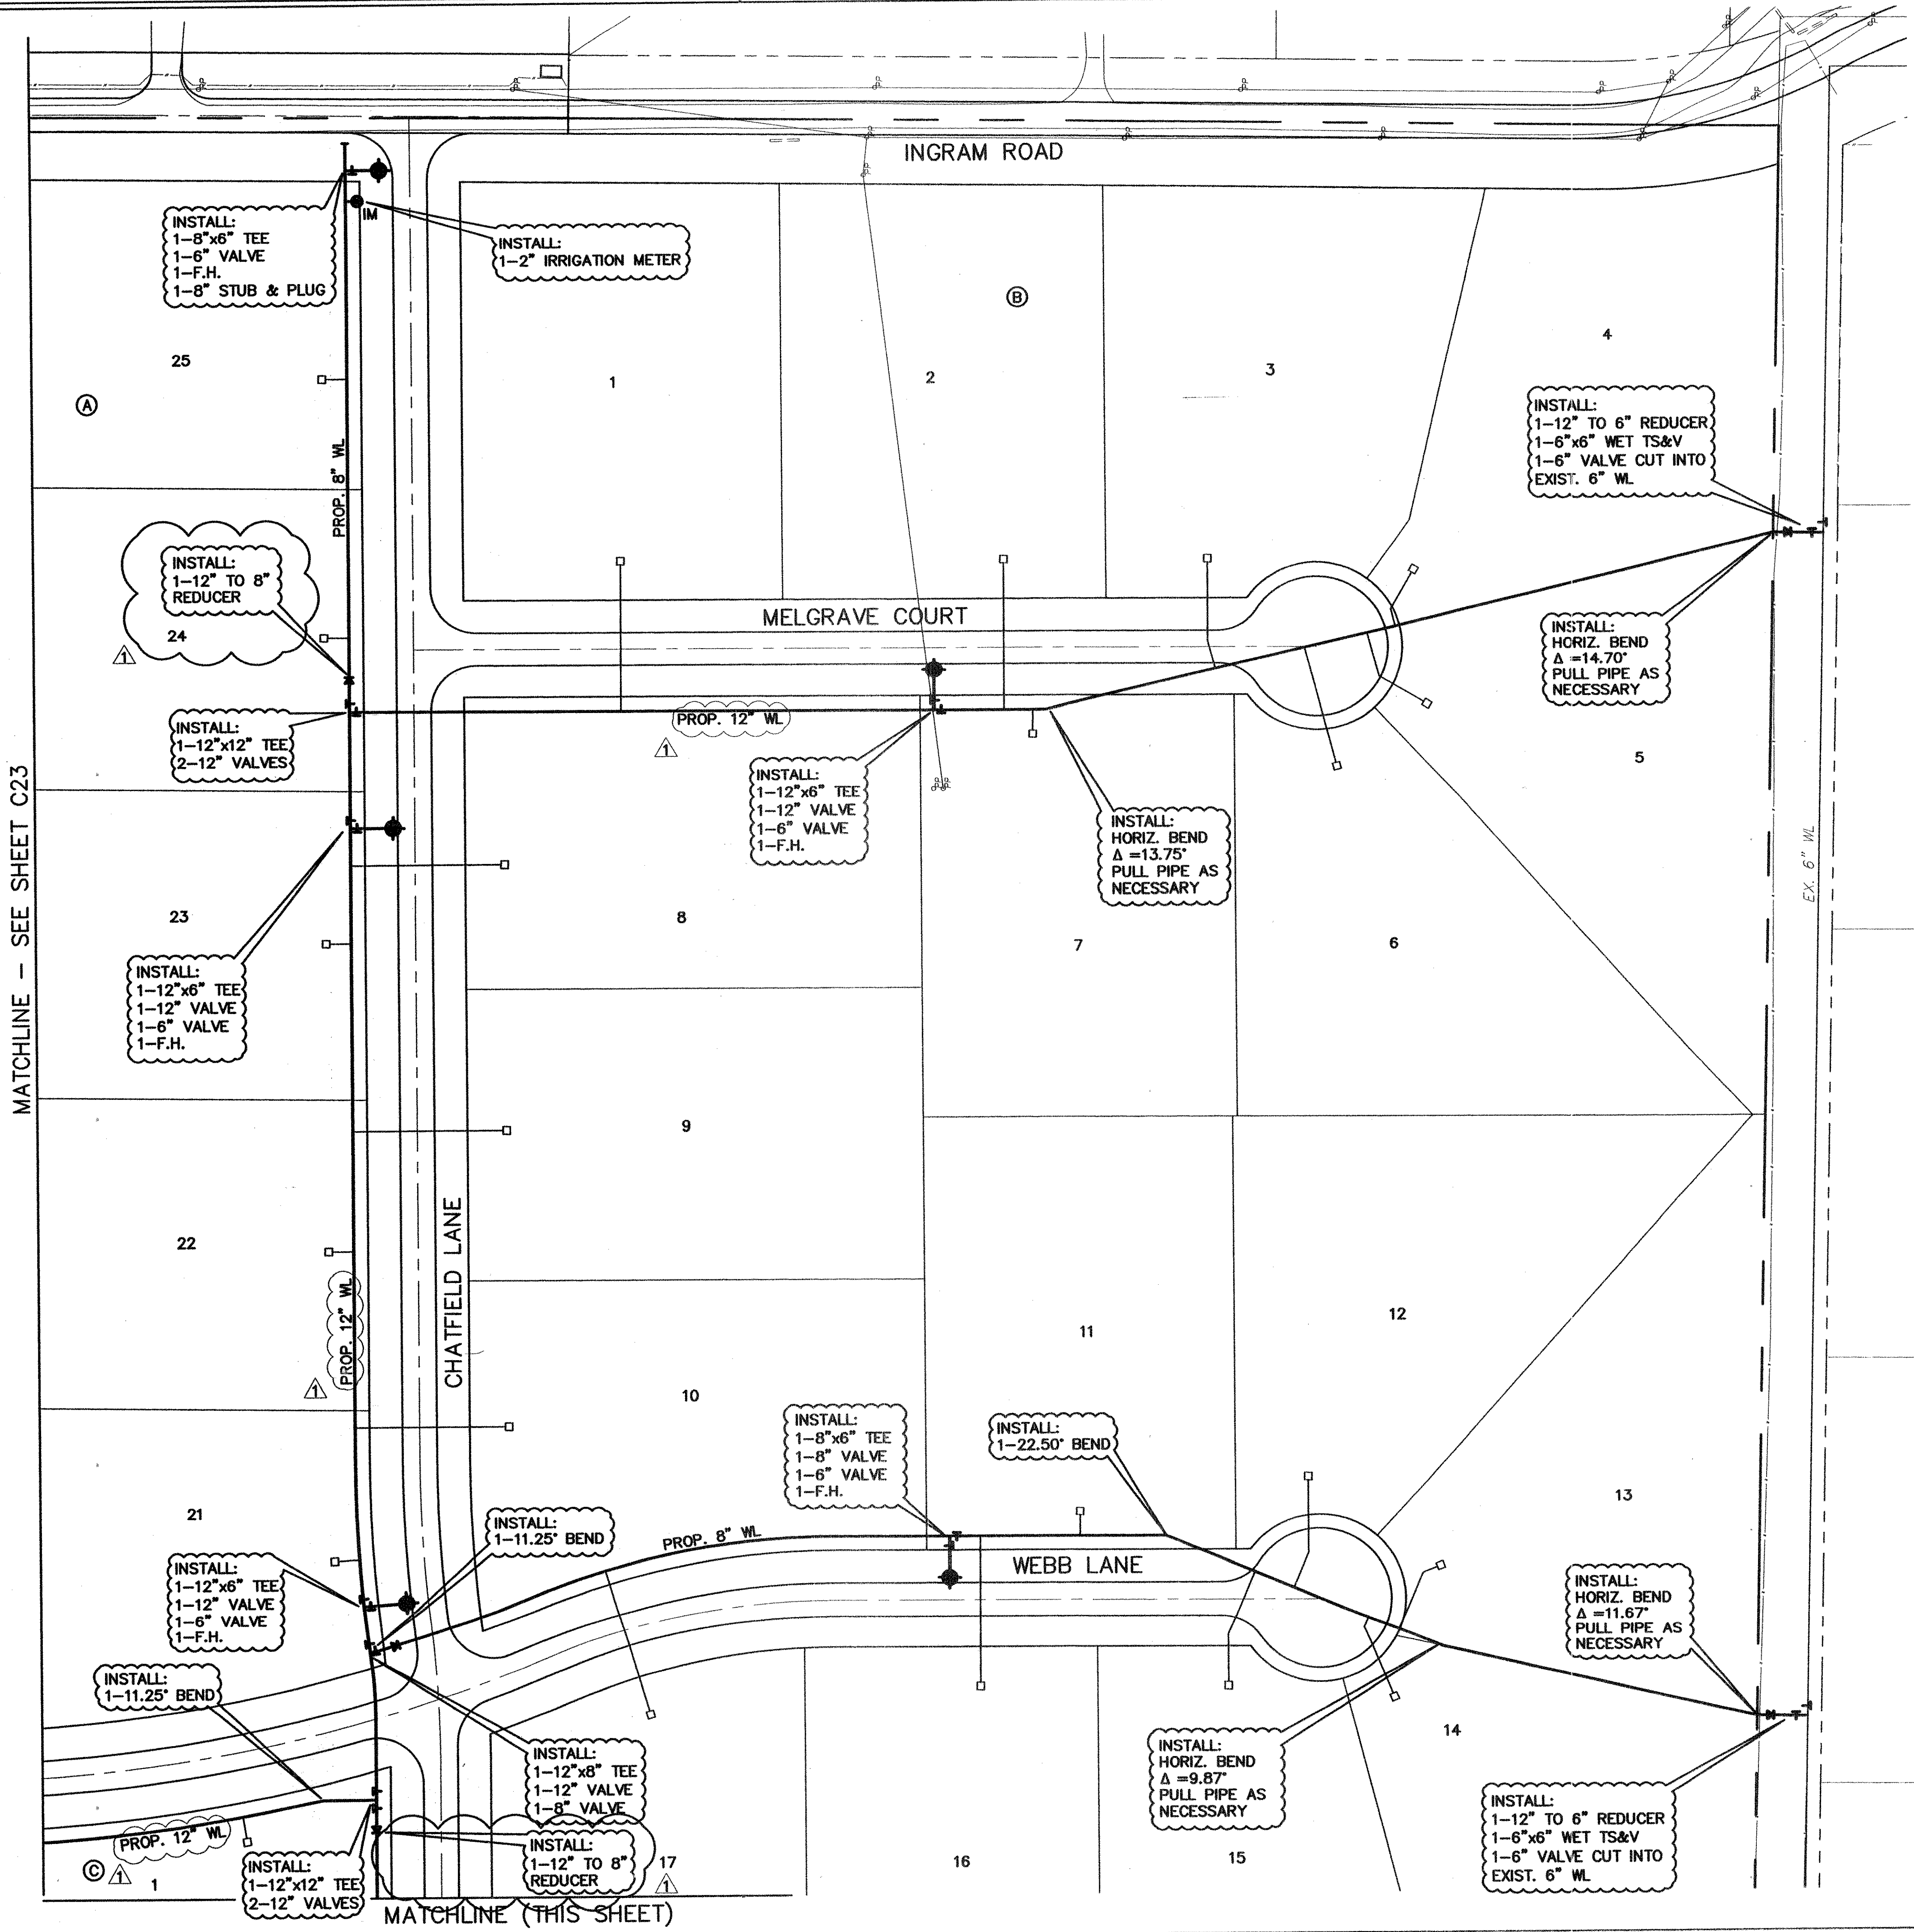 INGRAM ROAD
INSTALL:
1-8"x6" TEE
1-6" VALVE
1-F.H.
1-8" STUB & PLUG
IM
INSTALL:
1-2" IRRIGATION METER
B
25
1
2
3
4
A
PROP. 8" WL
INSTALL:
1-12" TO 6" REDUCER
1-6"x6" WET TS&V
1-6" VALVE CUT INTO
EXIST. 6" WL
INSTALL:
1-12" TO 8"
REDUCER
24
1
MELGRAVE COURT
INSTALL:
HORIZ. BEND
Δ =14.70°
PULL PIPE AS
NECESSARY
INSTALL:
1-12"x12" TEE
2-12" VALVES
PROP. 12" WL
1
INSTALL:
1-12"x6" TEE
1-12" VALVE
1-6" VALVE
1-F.H.
INSTALL:
HORIZ. BEND
Δ =13.75°
PULL PIPE AS
NECESSARY
5
EX. 6" WL
MATCHLINE - SEE SHEET C23
23
8
7
6
INSTALL:
1-12"x6" TEE
1-12" VALVE
1-6" VALVE
1-F.H.
9
22
CHATFIELD LANE
PROP. 12" WL
1
11
12
10
INSTALL:
1-8"x6" TEE
1-8" VALVE
1-6" VALVE
1-F.H.
INSTALL:
1-22.50° BEND
13
21
INSTALL:
1-11.25° BEND
PROP. 8" WL
WEBB LANE
INSTALL:
1-12"x6" TEE
1-12" VALVE
1-6" VALVE
1-F.H.
INSTALL:
HORIZ. BEND
Δ =11.67°
PULL PIPE AS
NECESSARY
INSTALL:
1-11.25° BEND
INSTALL:
1-12"x8" TEE
1-12" VALVE
1-8" VALVE
INSTALL:
HORIZ. BEND
Δ =9.87°
PULL PIPE AS
NECESSARY
14
INSTALL:
1-12" TO 6" REDUCER
1-6"x6" WET TS&V
1-6" VALVE CUT INTO
EXIST. 6" WL
PROP. 12" WL
C
1
1
INSTALL:
1-12"x12" TEE
2-12" VALVES
INSTALL:
1-12" TO 8"
REDUCER
17
1
16
15
MATCHLINE (THIS SHEET)